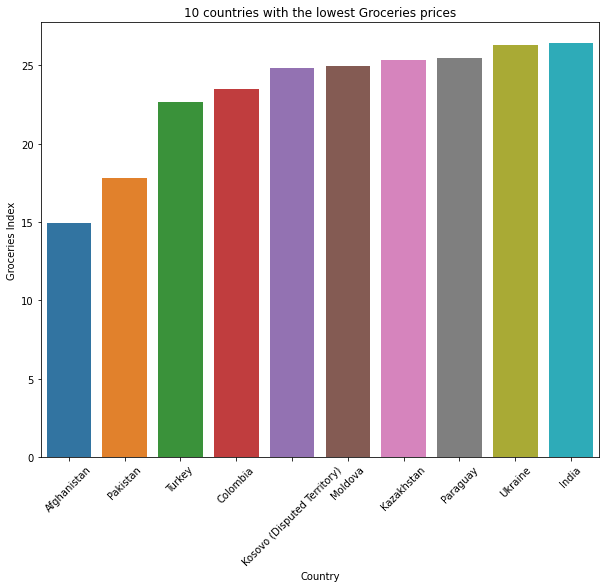 10 countries with the lowest Groceries prices
Groceries Index
25
20
15
10
5
0
Afghanistan
Pakistan
Turkey
Colombia
Kosovo (Disputed Territory)
Moldova
Kazakhstan
Paraguay
Ukraine
India
Country